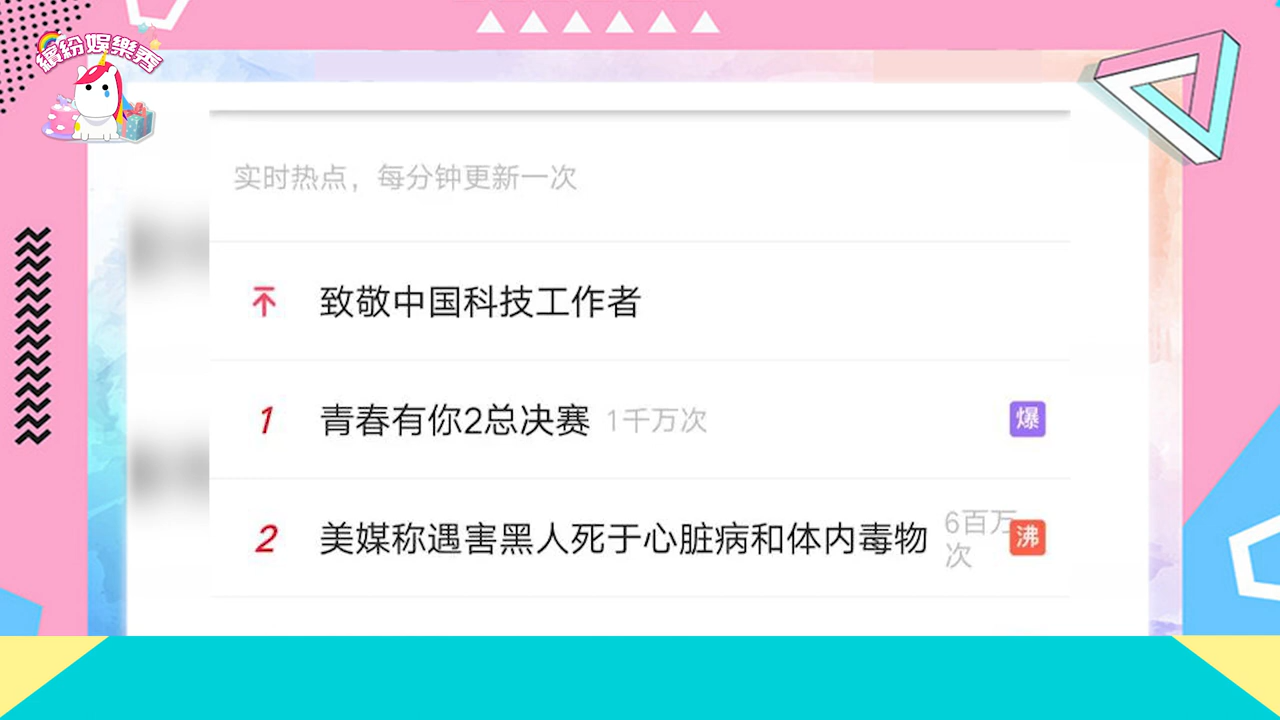 繽紛娛樂秀
实时热点，每分钟更新一次
致敬中国科技工作者
1 青春有你2总决赛 1千万次 爆
2 美媒称遇害黑人死于心脏病和体内毒物 6百万次 沸